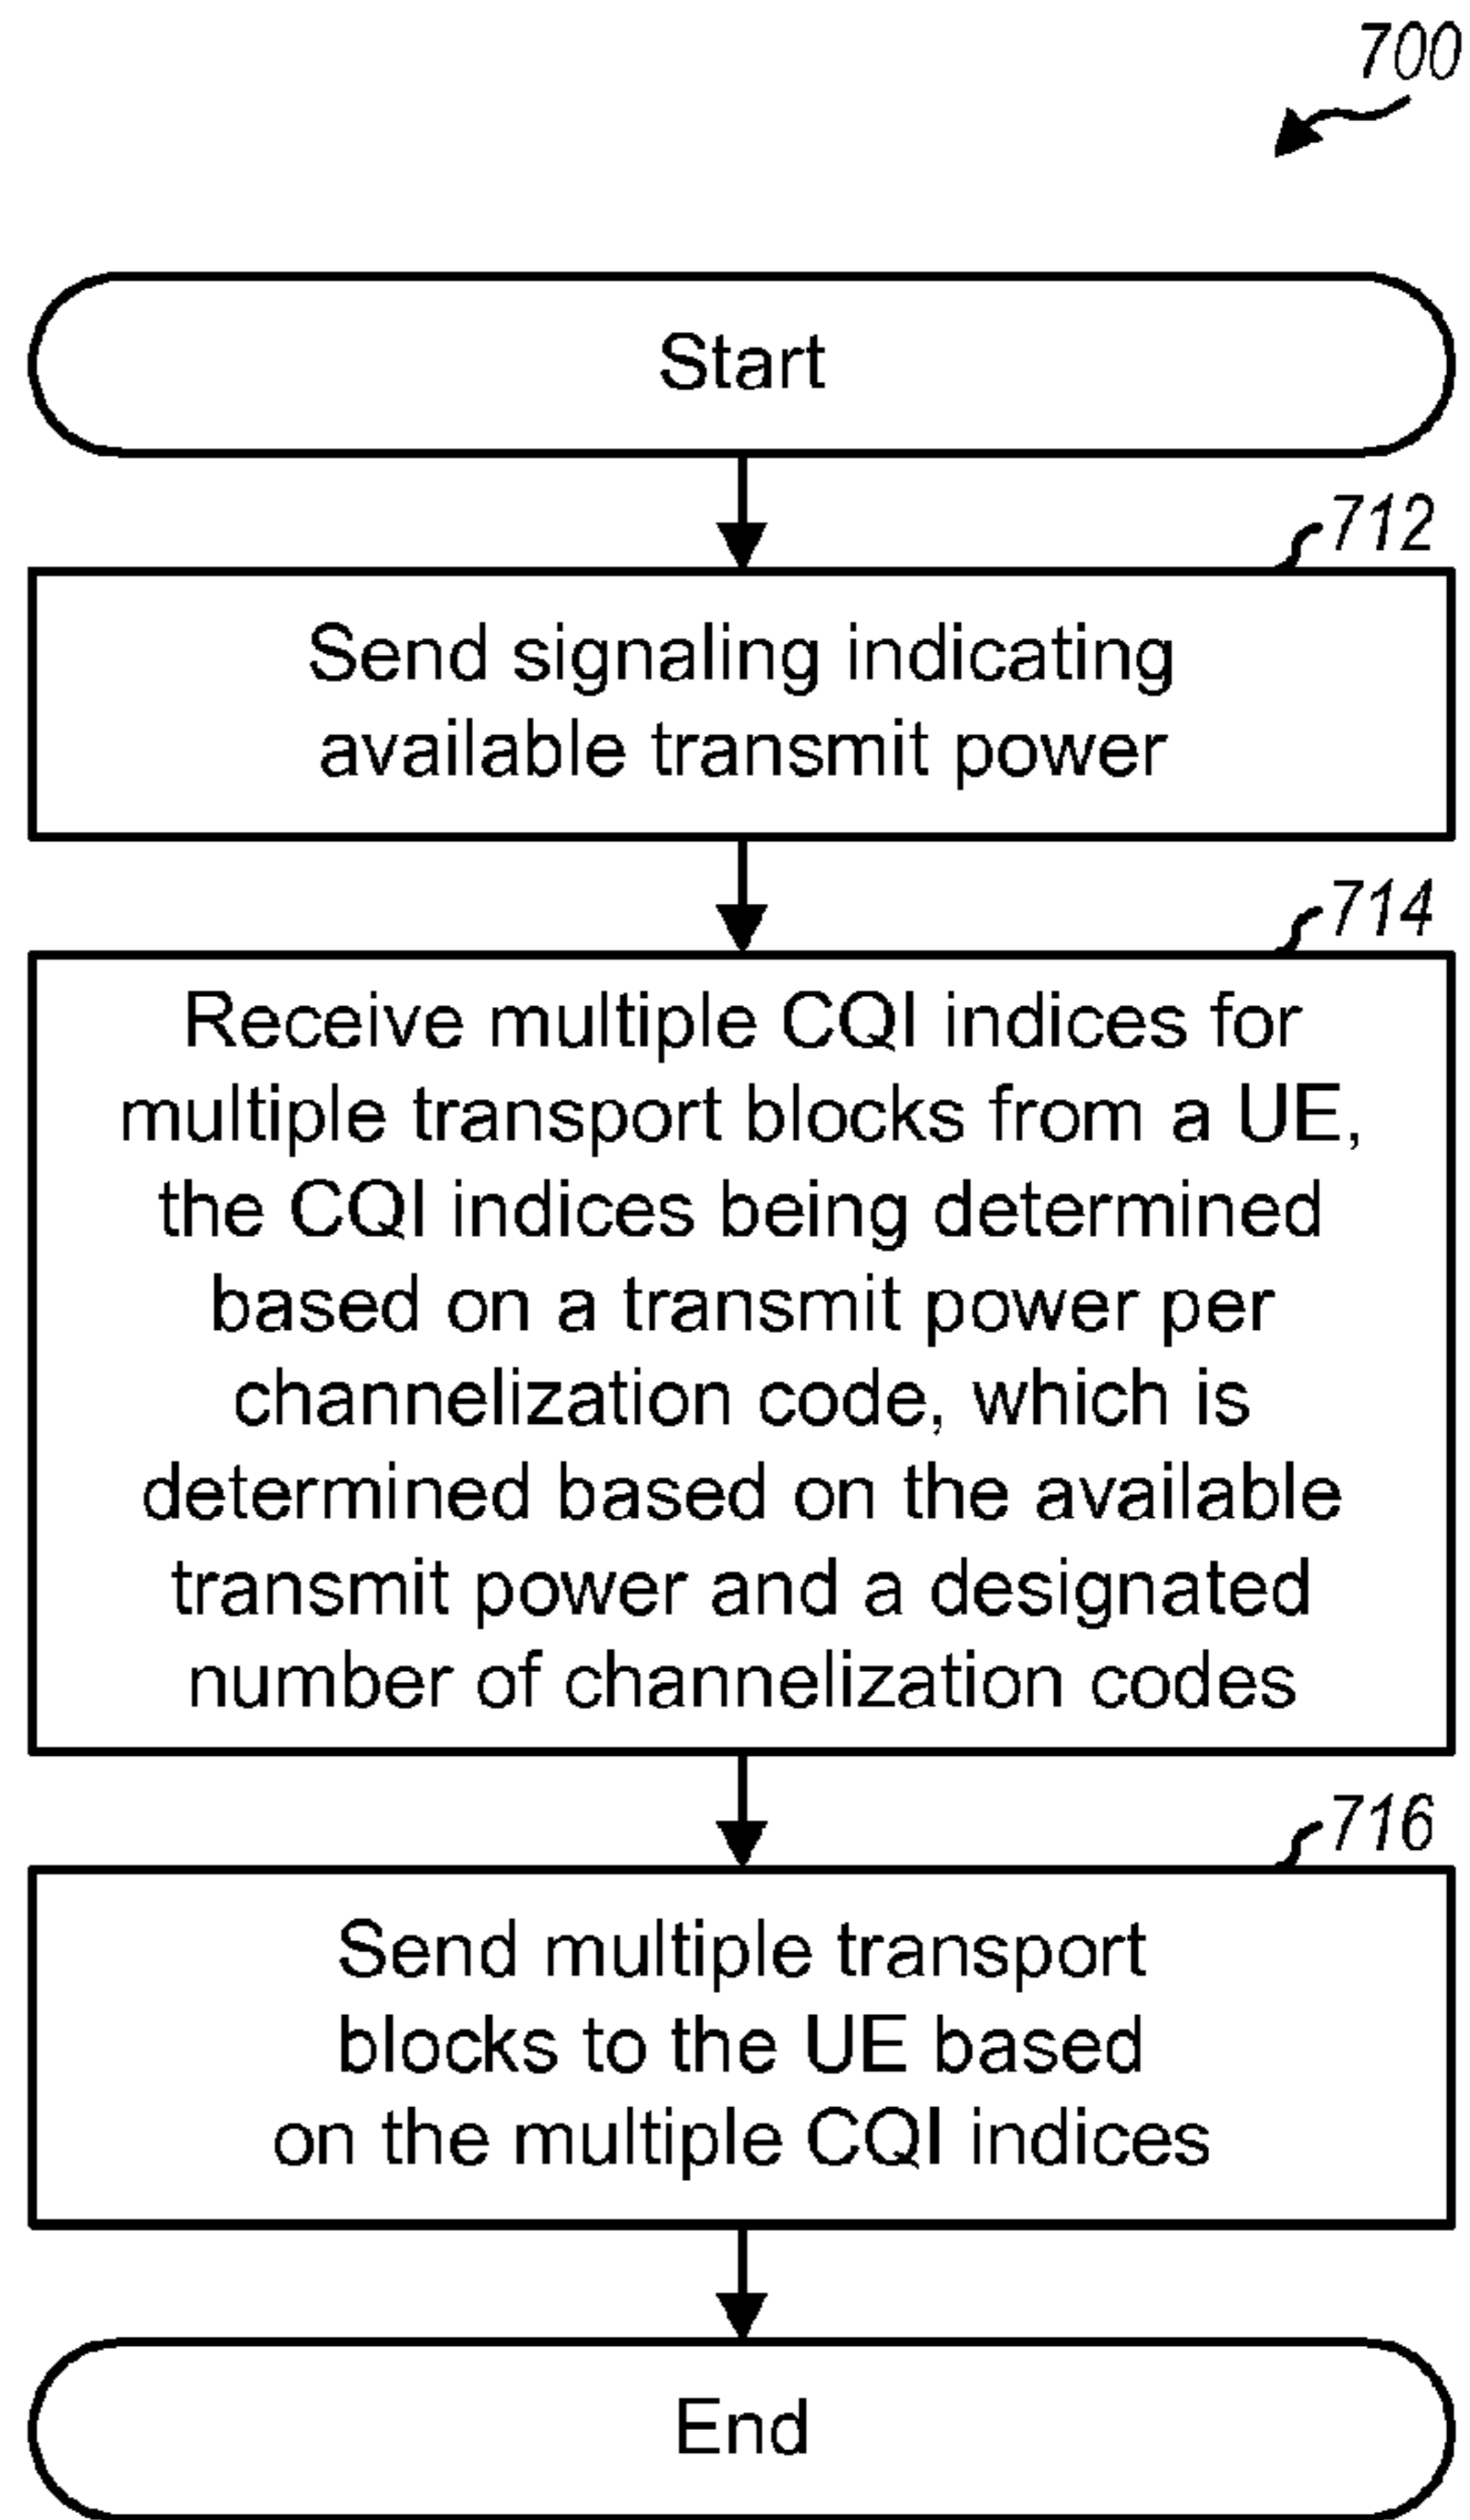 700
Start
712
Send signaling indicating
available transmit power
714
Receive multiple CQI indices for
multiple transport blocks from a UE,
the CQI indices being determined
based on a transmit power per
channelization code, which is
determined based on the available
transmit power and a designated
number of channelization codes
716
Send multiple transport
blocks to the UE based
on the multiple CQI indices
End